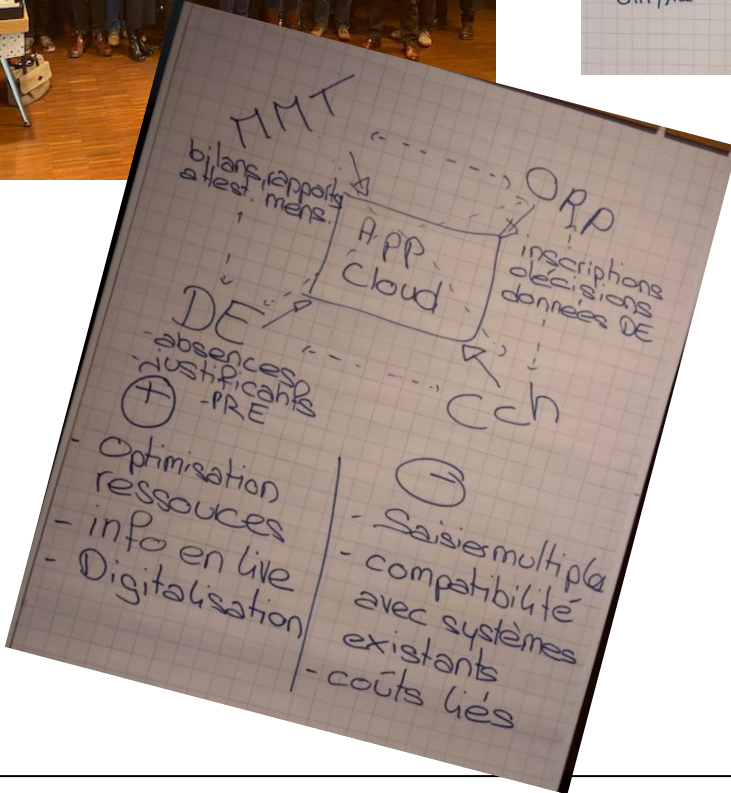 MMT
bilans, rapports
attest. mens.
ORP
inscriptions
décisions
données DE
APP
Cloud
DE
- absences
- justificants
- PRE
CCh
+
- Optimisation
ressouces
- info en live
- Digitalisation
-
- Saisies multiples
- compatibilité
avec systèmes
existants
- coûts liés